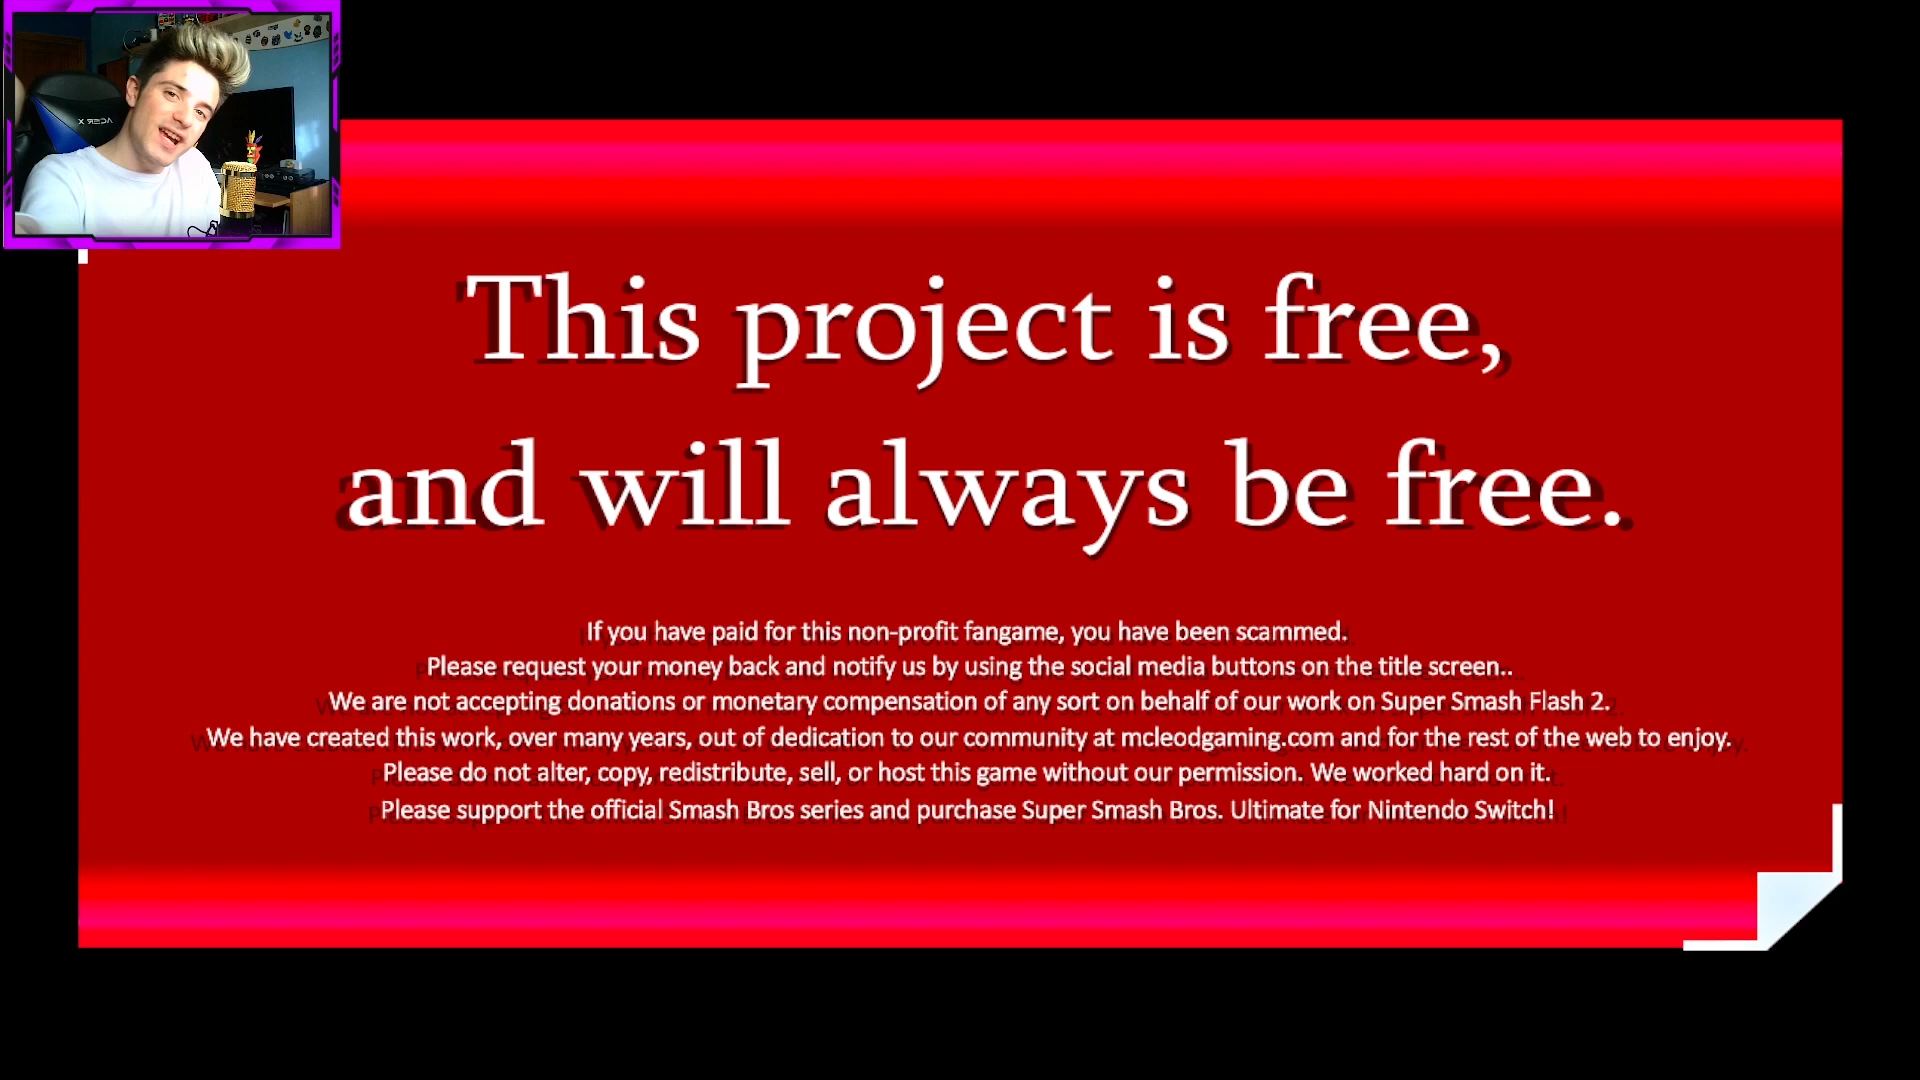 This project is free,
and will always be free.
If you have paid for this non-profit fangame, you have been scammed.
Please request your money back and notify us by using the social media buttons on the title screen..
We are not accepting donations or monetary compensation of any sort on behalf of our work on Super Smash Flash 2.
We have created this work, over many years, out of dedication to our community at mcleodgaming.com and for the rest of the web to enjoy.
Please do not alter, copy, redistribute, sell, or host this game without our permission. We worked hard on it.
Please support the official Smash Bros series and purchase Super Smash Bros. Ultimate for Nintendo Switch!